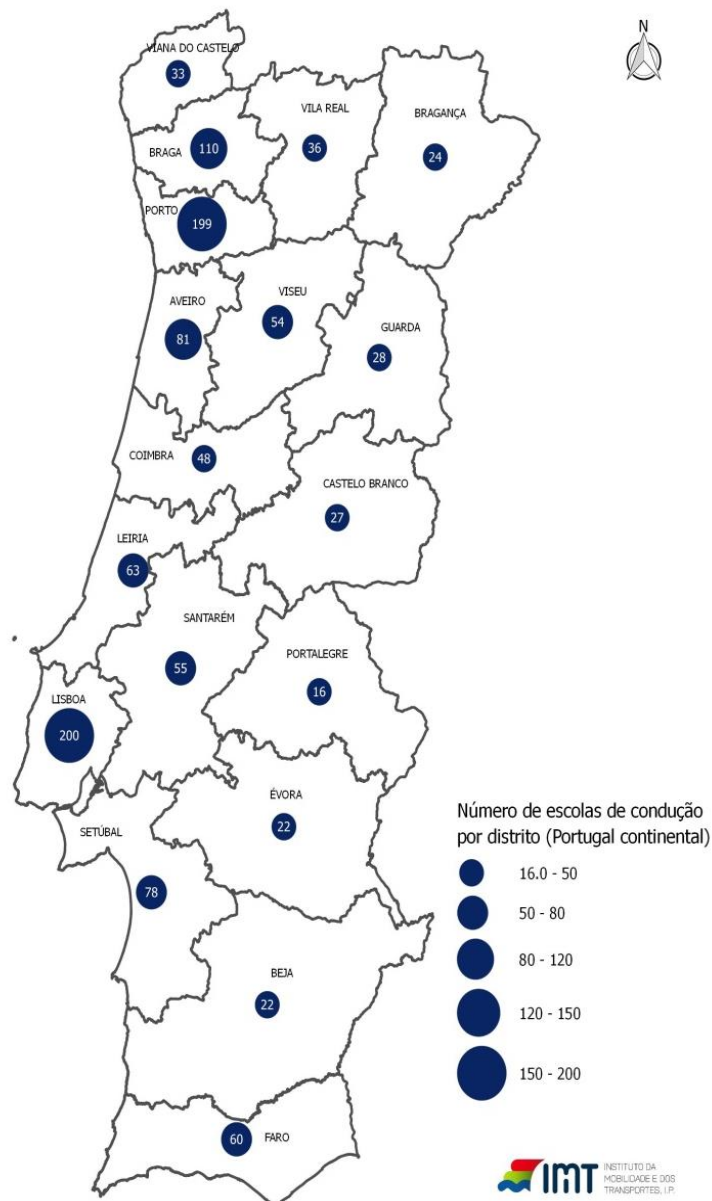 N
VIANA DO CASTELO
33
VILA REAL
36
BRAGANÇA
24
BRAGA
110
PORTO
199
AVEIRO
81
VISEU
54
GUARDA
28
COIMBRA
48
CASTELO BRANCO
27
LEIRIA
63
SANTARÉM
55
PORTALEGRE
16
LISBOA
200
ÉVORA
22
SETÚBAL
78
BEJA
22
60
FARO
Número de escolas de condução
por distrito (Portugal continental)
16.0 - 50
50 - 80
80 - 120
120 - 150
150 - 200
IMT
INSTITUTO DA
MOBILIDADE E DOS
TRANSPORTES, I.P.